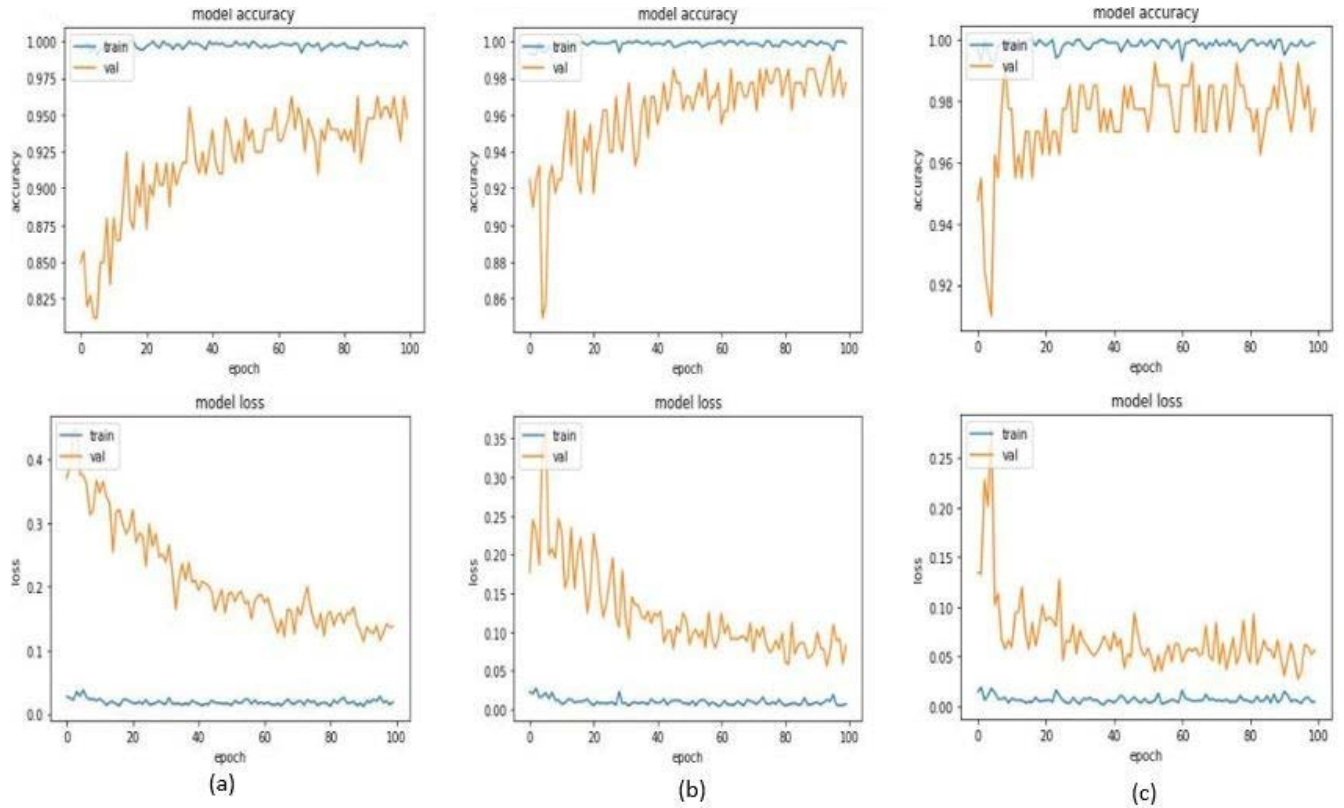 model accuracy
1.000
0.975
0.950
0.925
0.900
0.875
0.850
0.825
accuracy
train
val
0 20 40 60 80 100
epoch
model accuracy
1.00
0.98
0.96
0.94
0.92
0.90
0.88
0.86
accuracy
train
val
0 20 40 60 80 100
epoch
model accuracy
1.00
0.98
0.96
0.94
0.92
accuracy
train
val
0 20 40 60 80 100
epoch
model loss
0.4
0.3
0.2
0.1
0.0
loss
train
val
0 20 40 60 80 100
epoch
(a)
model loss
0.35
0.30
0.25
0.20
0.15
0.10
0.05
0.00
loss
train
val
0 20 40 60 80 100
epoch
(b)
model loss
0.25
0.20
0.15
0.10
0.05
0.00
loss
train
val
0 20 40 60 80 100
epoch
(c)